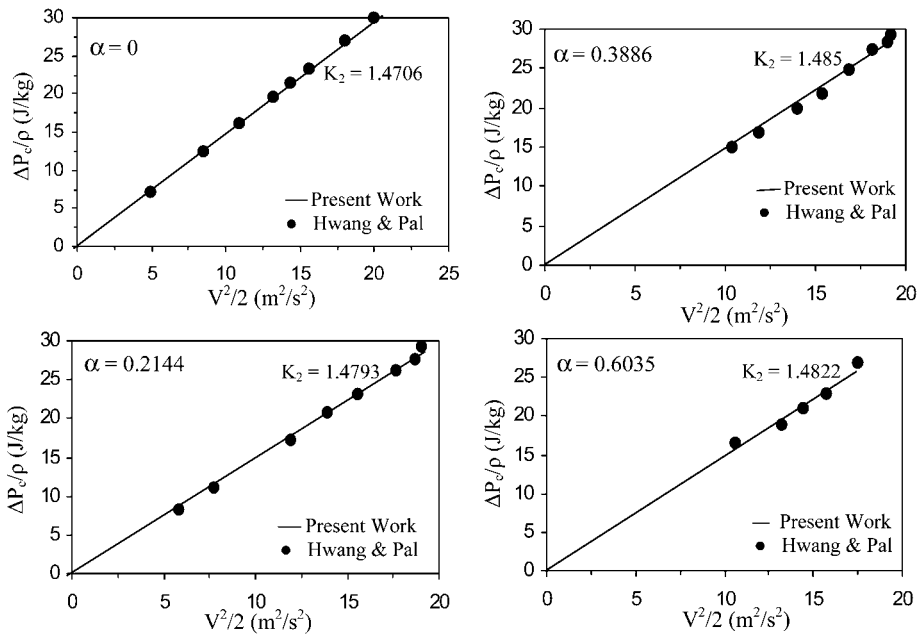 30
25
20
15
10
5
0
ΔP_c/ρ (J/kg)
α = 0
K₂ = 1.4706
Present Work
Hwang & Pal
0 5 10 15 20 25
V²/2 (m²/s²)
30
25
20
15
10
5
0
ΔP_c/ρ (J/kg)
α = 0.3886
K₂ = 1.485
Present Work
Hwang & Pal
0 5 10 15 20
V²/2 (m²/s²)
30
25
20
15
10
5
0
ΔP_c/ρ (J/kg)
α = 0.2144
K₂ = 1.4793
Present Work
Hwang & Pal
0 5 10 15 20
V²/2 (m²/s²)
30
25
20
15
10
5
0
ΔP_c/ρ (J/kg)
α = 0.6035
K₂ = 1.4822
Present Work
Hwang & Pal
0 5 10 15 20
V²/2 (m²/s²)